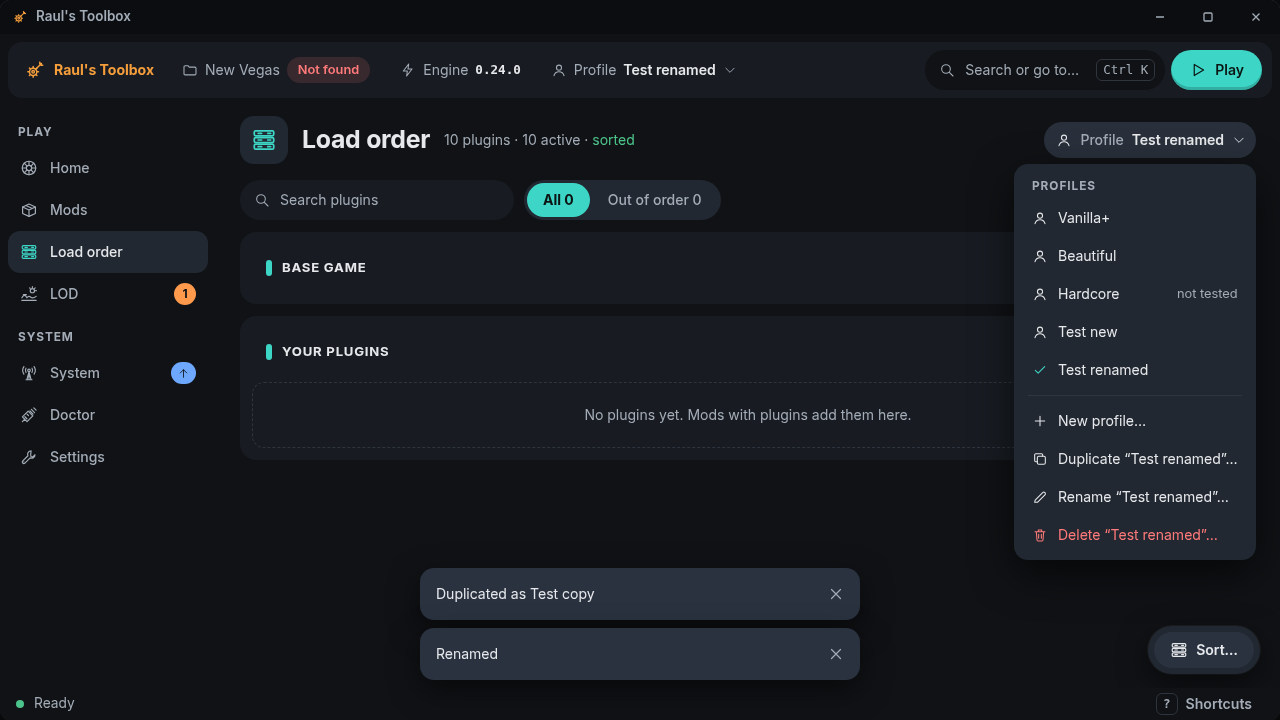 Raul's Toolbox
Raul's Toolbox
New Vegas Not found
Engine 0.24.0
Profile Test renamed
Search or go to... Ctrl K
Play
PLAY
Home
Mods
Load order
LOD 1
SYSTEM
System
Doctor
Settings
Load order
10 plugins · 10 active · sorted
Profile Test renamed
Search plugins
All 0
Out of order 0
BASE GAME
YOUR PLUGINS
No plugins yet. Mods with plugins add them here.
PROFILES
Vanilla+
Beautiful
Hardcore not tested
Test new
Test renamed
New profile...
Duplicate “Test renamed”...
Rename “Test renamed”...
Delete “Test renamed”...
Duplicated as Test copy
Renamed
Sort...
Ready
? Shortcuts